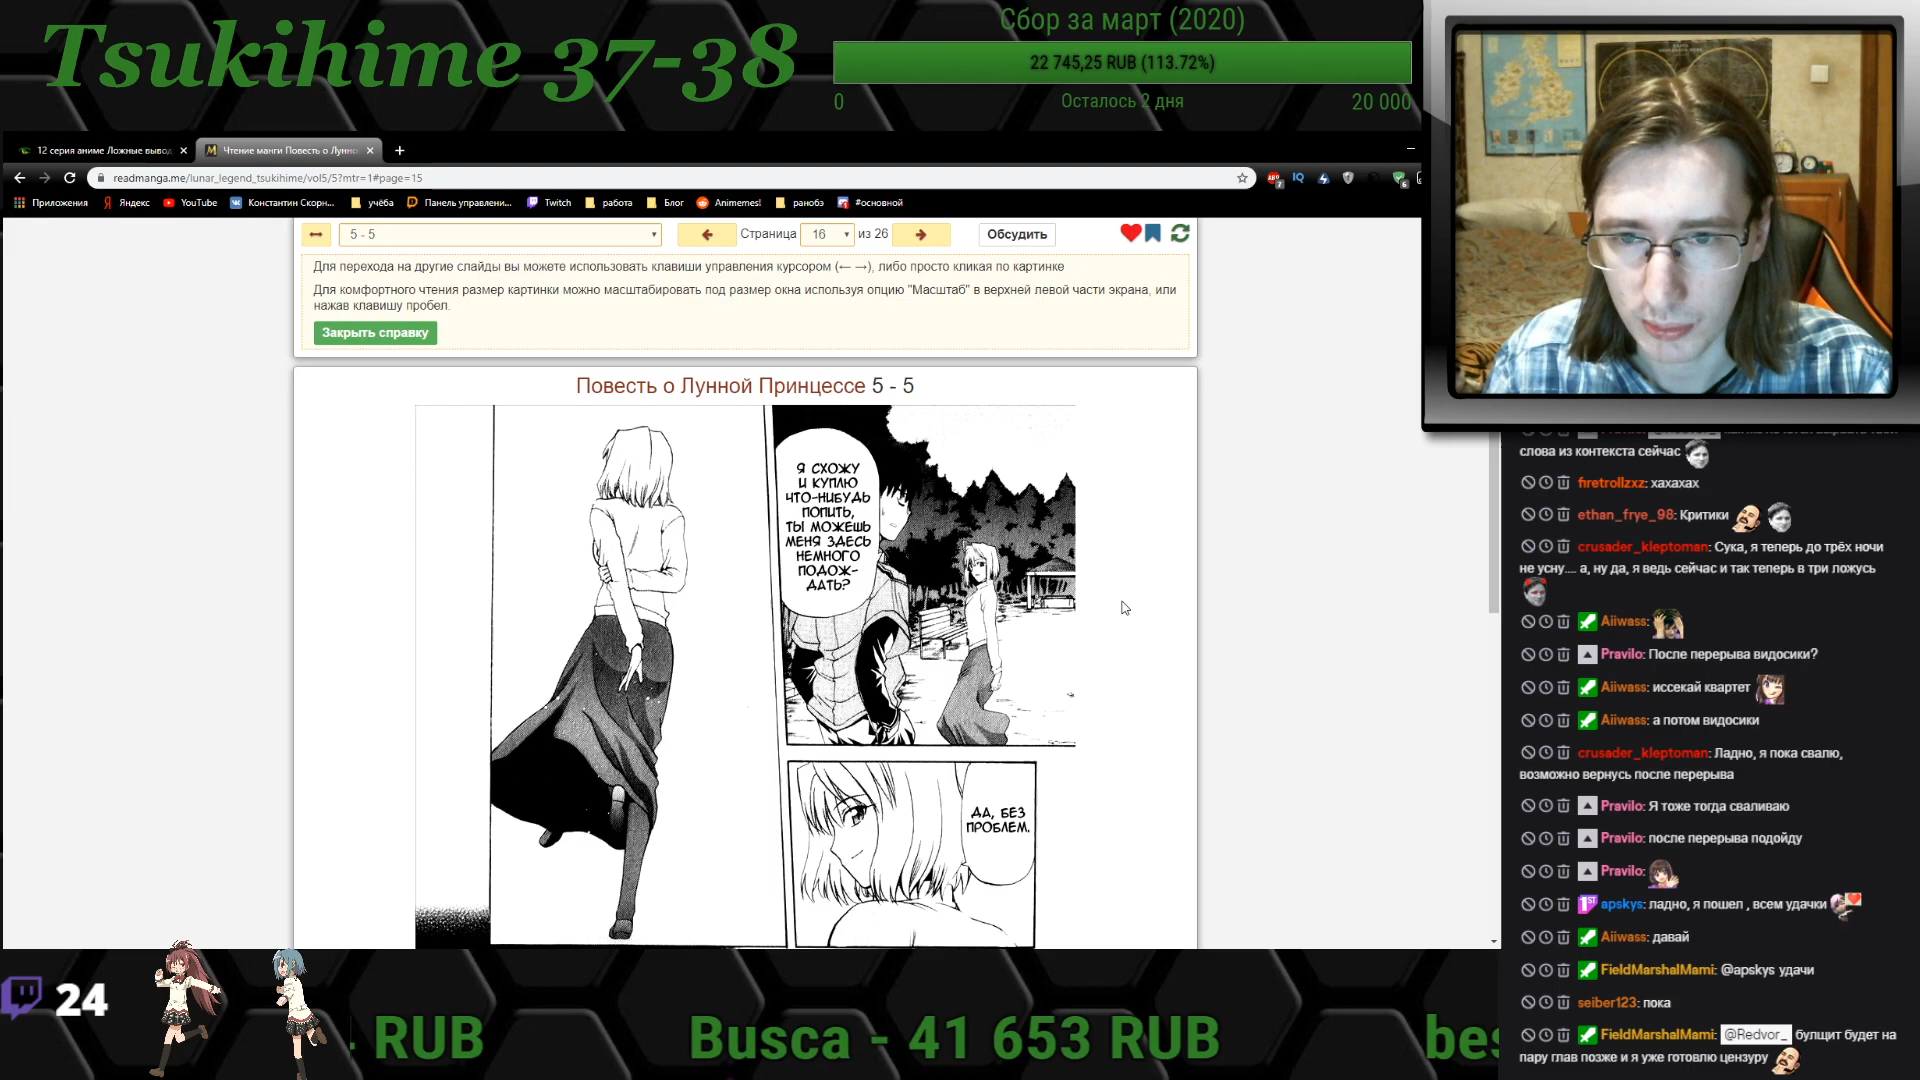 Tsukihime 37-38
Сбор за март (2020)
22 745,25 RUB (113.72%)
0
Осталось 2 дня
20 000
12 серия аниме Ложные вывод
Чтение манги Повесть о Лунно
readmanga.me/lunar_legend_tsukihime/vol5/5?mtr=1#page=15
Приложения
Яндекс
YouTube
Константин Скорн...
учёба
Панель управлени...
Twitch
работа
Блог
Animemes!
ранобэ
#основной
5 - 5
Страница
16
из 26
Обсудить
Для перехода на другие слайды вы можете использовать клавиши управления курсором (← →), либо просто кликая по картинке
Для комфортного чтения размер картинки можно масштабировать под размер окна используя опцию "Масштаб" в верхней левой части экрана, или
нажав клавишу пробел.
Закрыть справку
Повесть о Лунной Принцессе 5 - 5
Я СХОЖУ
И КУПЛЮ
ЧТО-НИБУДЬ
ПОПИТЬ,
ТЫ МОЖЕШЬ
МЕНЯ ЗДЕСЬ
НЕМНОГО
ПОДОЖ-
ДАТЬ?
ДА, БЕЗ
ПРОБЛЕМ.
слова из контекста сейчас
firetrollzxz: хахахах
ethan_frye_98: Критики
crusader_kleptoman: Сука, я теперь до трёх ночи
не усну.... а, ну да, я ведь сейчас и так теперь в три ложусь
Aiiwass:
Pravilo: После перерыва видосики?
Aiiwass: иссекай квартет
Aiiwass: а потом видосики
crusader_kleptoman: Ладно, я пока свалю,
возможно вернусь после перерыва
Pravilo: Я тоже тогда сваливаю
Pravilo: после перерыва подойду
Pravilo:
apskys: ладно, я пошел , всем удачки
Aiiwass: давай
FieldMarshalMami: @apskys удачи
seiber123: пока
FieldMarshalMami: @Redvor_ булщит будет на
пару глав позже и я уже готовлю цензуру
24
RUB
Busca - 41 653 RUB
bes